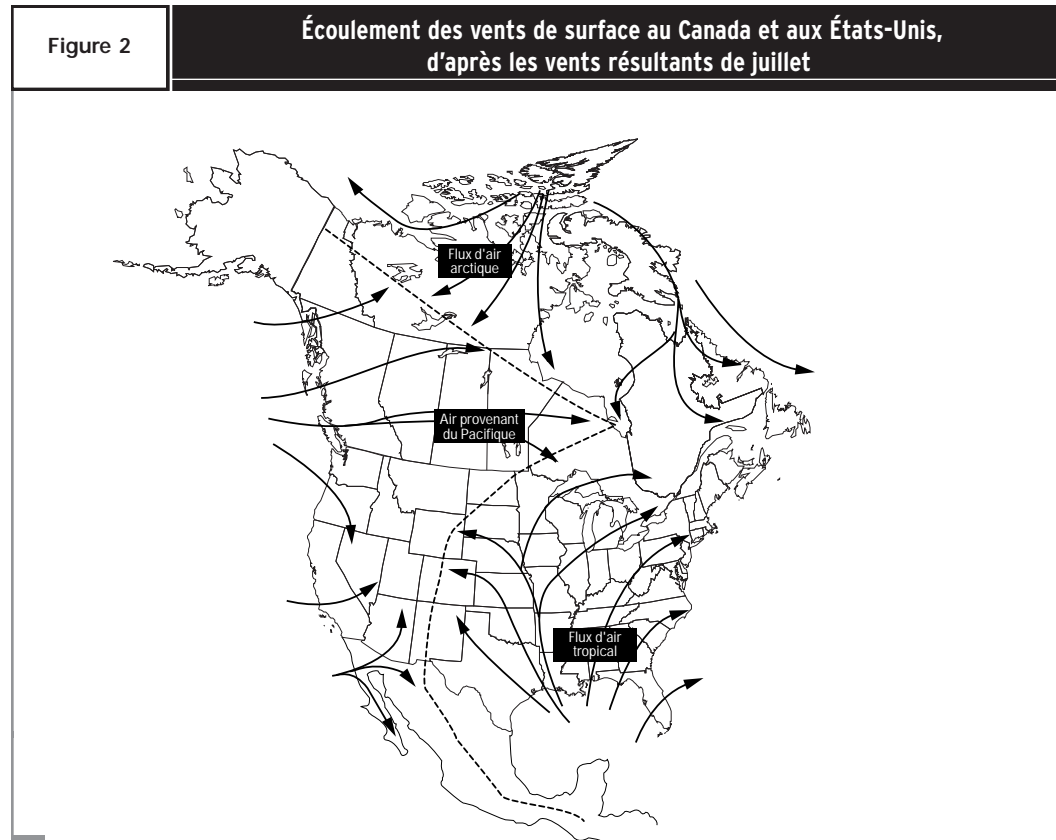 Figure 2
Écoulement des vents de surface au Canada et aux États-Unis,
d'après les vents résultants de juillet
Flux d'air
arctique
Air provenant
du Pacifique
Flux d'air
tropical